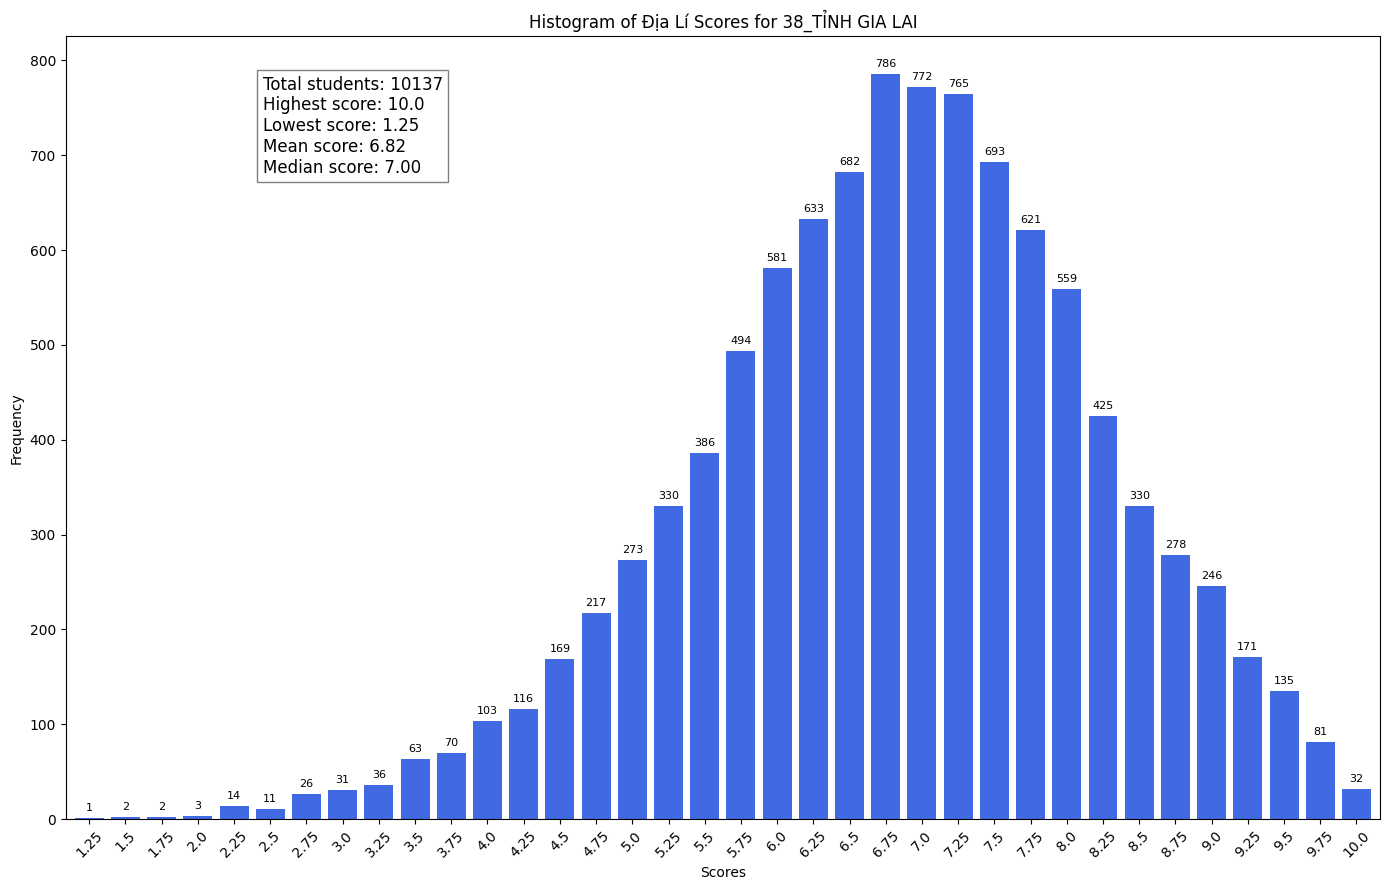 Histogram of Địa Lí Scores for 38_TỈNH GIA LAI
Total students: 10137
Highest score: 10.0
Lowest score: 1.25
Mean score: 6.82
Median score: 7.00
Frequency
800
700
600
500
400
300
200
100
0
1 2 2 3 14 11 26 31 36 63 70 103 116 169 217 273 330 386 494 581 633 682 786 772 765 693 621 559 425 330 278 246 171 135 81 32
1.25 1.5 1.75 2.0 2.25 2.5 2.75 3.0 3.25 3.5 3.75 4.0 4.25 4.5 4.75 5.0 5.25 5.5 5.75 6.0 6.25 6.5 6.75 7.0 7.25 7.5 7.75 8.0 8.25 8.5 8.75 9.0 9.25 9.5 9.75 10.0
Scores